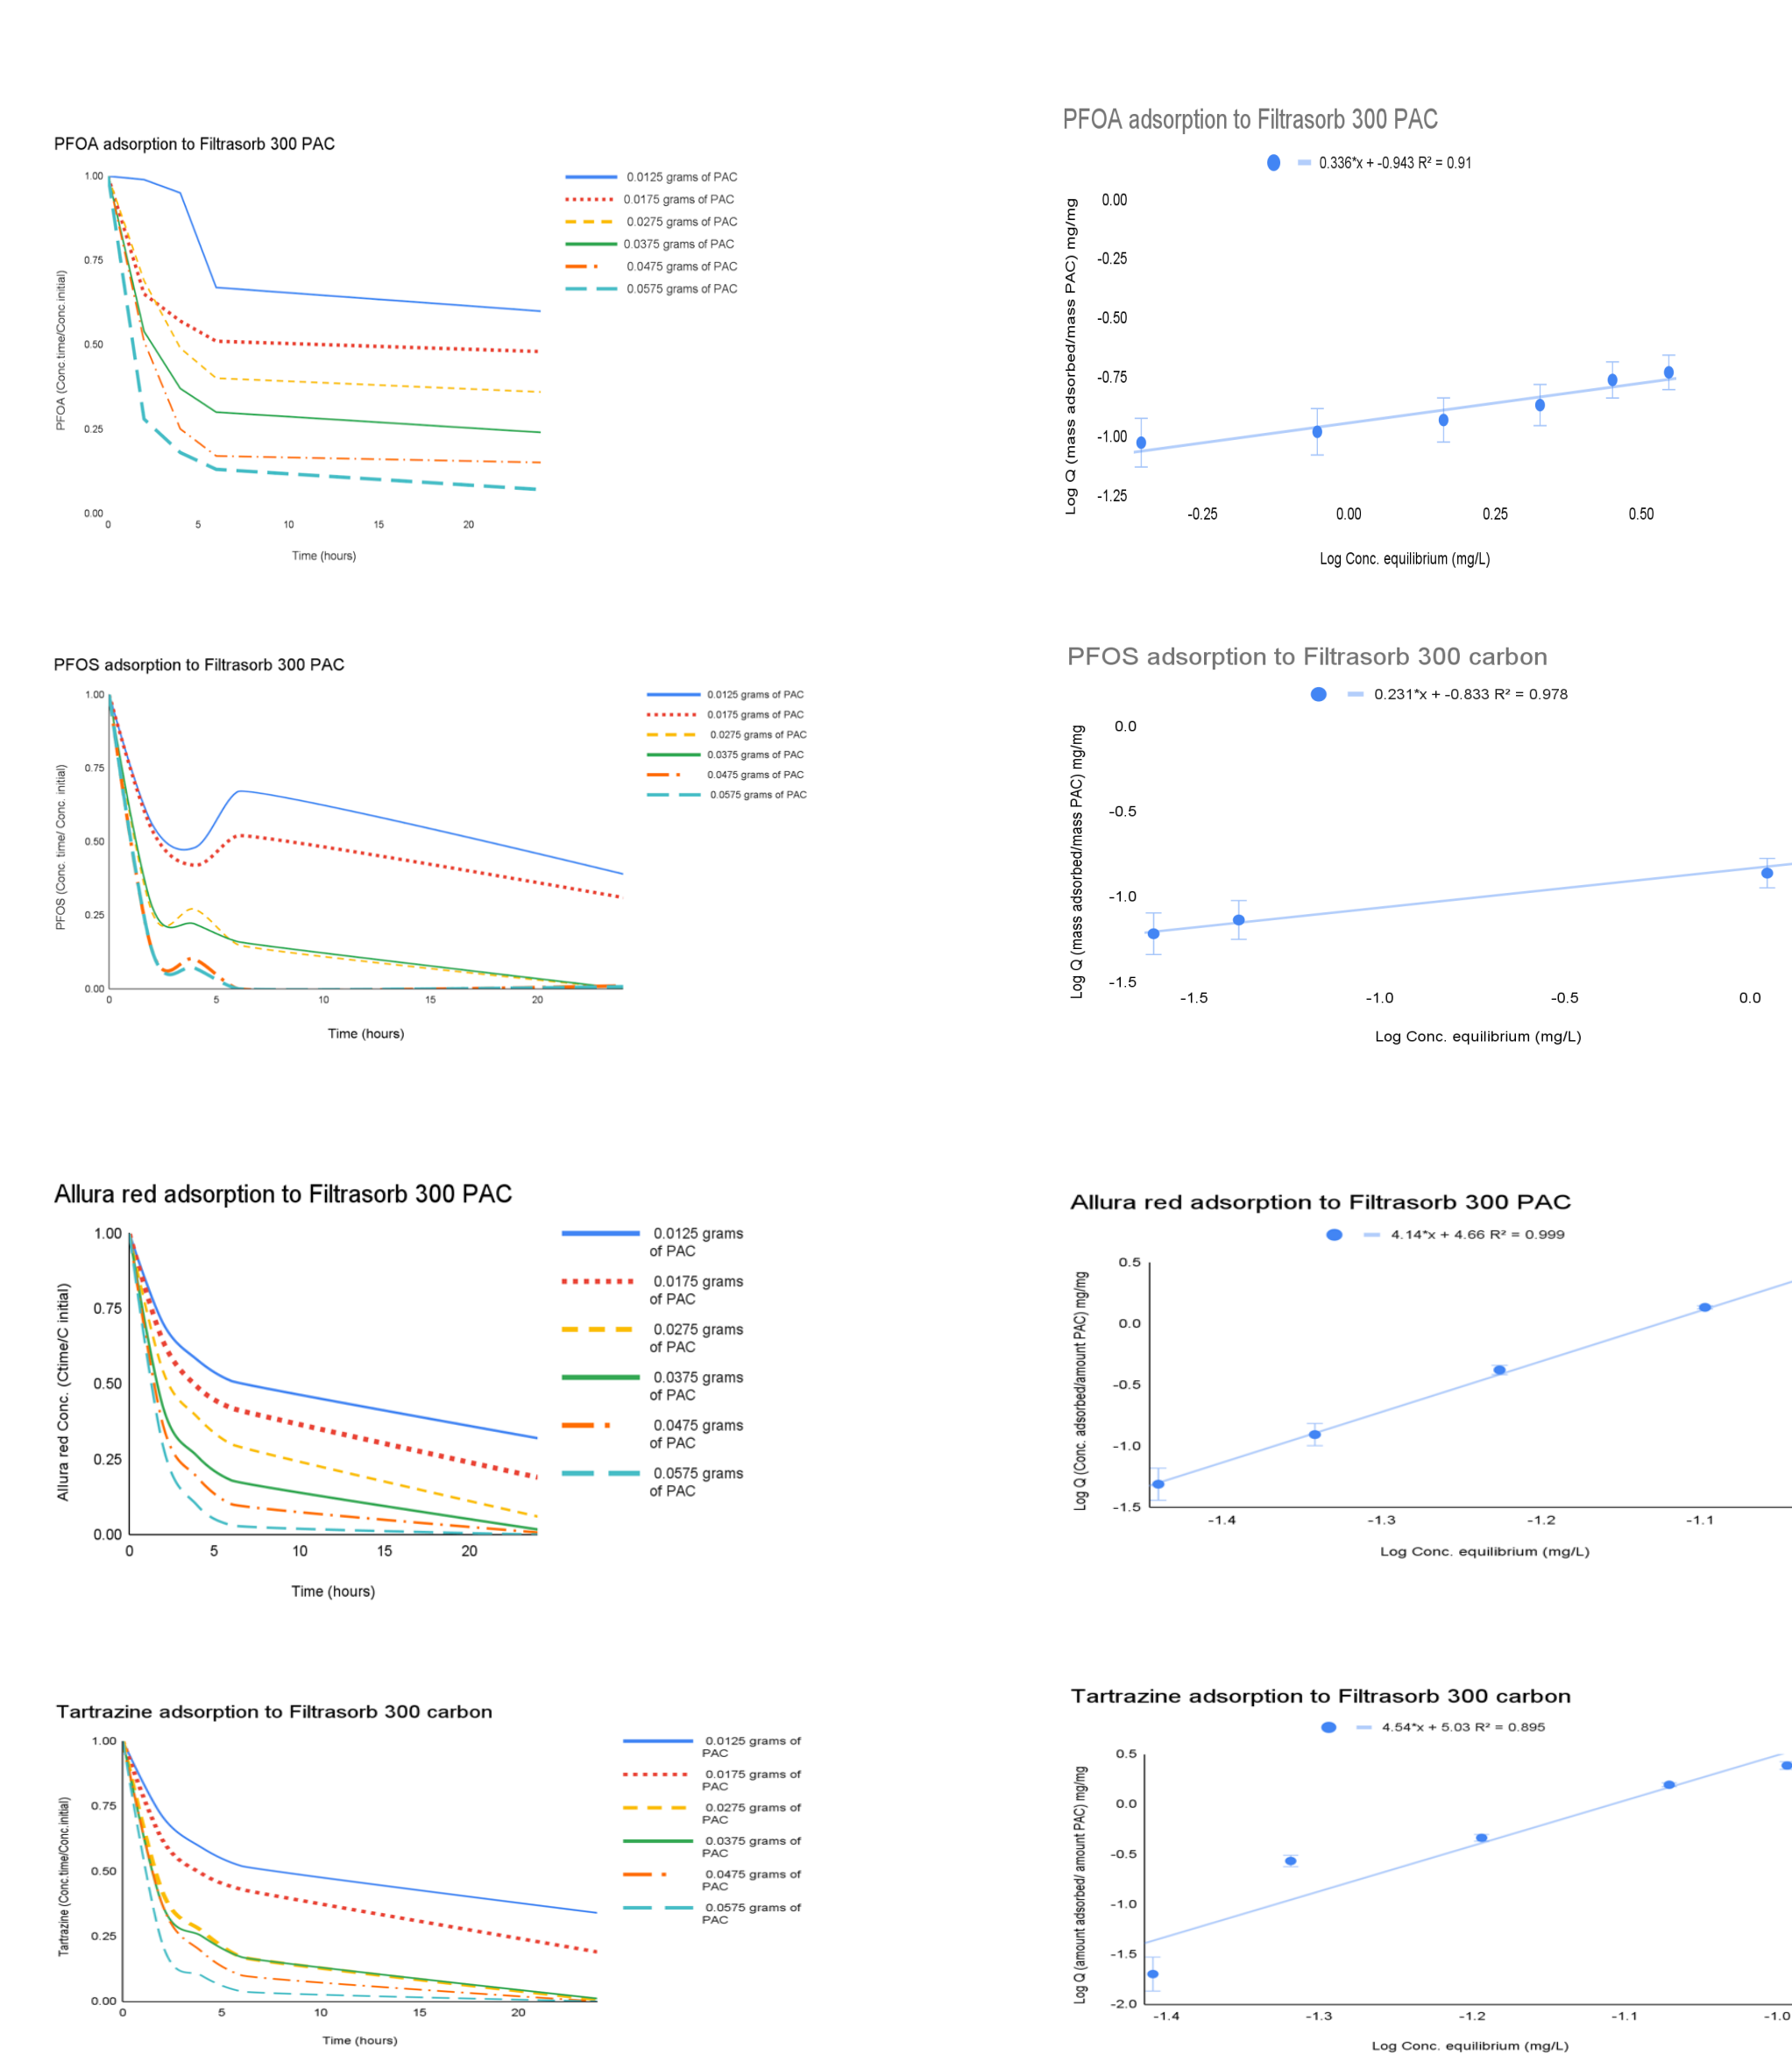 PFOA adsorption to Filtrasorb 300 PAC
PFOA (Conc.time/Conc.initial)
1.00
0.75
0.50
0.25
0.00
0 5 10 15 20
Time (hours)
0.0125 grams of PAC
0.0175 grams of PAC
0.0275 grams of PAC
0.0375 grams of PAC
0.0475 grams of PAC
0.0575 grams of PAC
PFOA adsorption to Filtrasorb 300 PAC
0.336*x + -0.943 R² = 0.91
Log Q (mass adsorbed/mass PAC) mg/mg
0.00
-0.25
-0.50
-0.75
-1.00
-1.25
-0.25 0.00 0.25 0.50
Log Conc. equilibrium (mg/L)
PFOS adsorption to Filtrasorb 300 PAC
PFOS (Conc. time/ Conc. initial)
1.00
0.75
0.50
0.25
0.00
0 5 10 15 20
Time (hours)
0.0125 grams of PAC
0.0175 grams of PAC
0.0275 grams of PAC
0.0375 grams of PAC
0.0475 grams of PAC
0.0575 grams of PAC
PFOS adsorption to Filtrasorb 300 carbon
0.231*x + -0.833 R² = 0.978
Log Q (mass adsorbed/mass PAC) mg/mg
0.0
-0.5
-1.0
-1.5
-1.5 -1.0 -0.5 0.0
Log Conc. equilibrium (mg/L)
Allura red adsorption to Filtrasorb 300 PAC
Allura red Conc. (Ctime/C initial)
1.00
0.75
0.50
0.25
0.00
0 5 10 15 20
Time (hours)
0.0125 grams
of PAC
0.0175 grams
of PAC
0.0275 grams
of PAC
0.0375 grams
of PAC
0.0475 grams
of PAC
0.0575 grams
of PAC
Allura red adsorption to Filtrasorb 300 PAC
4.14*x + 4.66 R² = 0.999
Log Q (Conc. adsorbed/amount PAC) mg/mg
0.5
0.0
-0.5
-1.0
-1.5
-1.4 -1.3 -1.2 -1.1
Log Conc. equilibrium (mg/L)
Tartrazine adsorption to Filtrasorb 300 carbon
Tartrazine (Conc.time/Conc.initial)
1.00
0.75
0.50
0.25
0.00
0 5 10 15 20
Time (hours)
0.0125 grams of
PAC
0.0175 grams of
PAC
0.0275 grams of
PAC
0.0375 grams of
PAC
0.0475 grams of
PAC
0.0575 grams of
PAC
Tartrazine adsorption to Filtrasorb 300 carbon
4.54*x + 5.03 R² = 0.895
Log Q (amount adsorbed/ amount PAC) mg/mg
0.5
0.0
-0.5
-1.0
-1.5
-2.0
-1.4 -1.3 -1.2 -1.1 -1.0
Log Conc. equilibrium (mg/L)